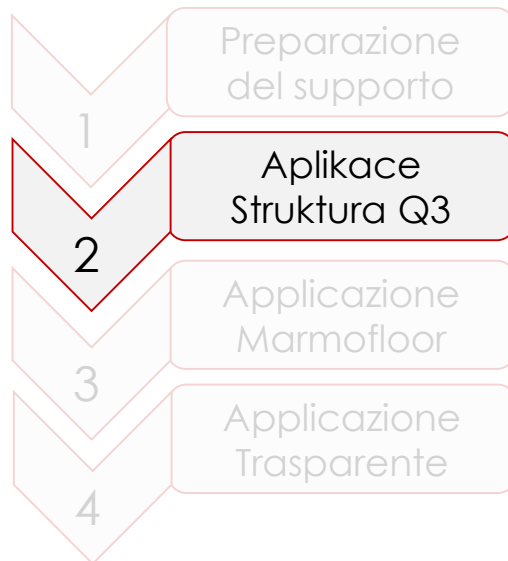 1
Preparazione
del supporto
2
Aplikace
Struktura Q3
3
Applicazione
Marmofloor
4
Applicazione
Trasparente